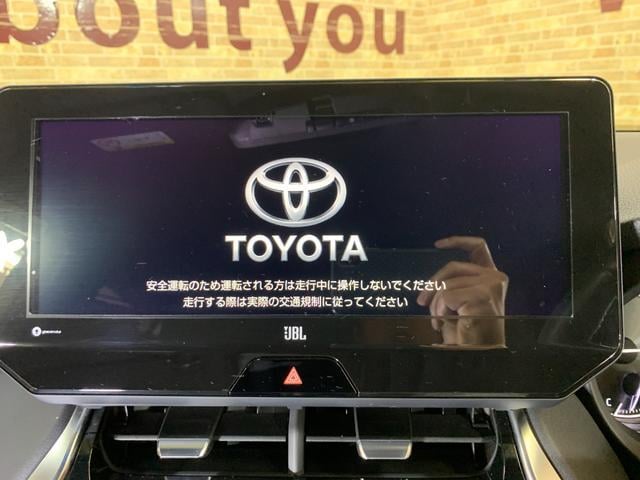 bout you
TOYOTA
安全運転のため運転される方は走行中に操作しないでください
走行する際は実際の交通規制に従ってください
gracenote
JBL
C